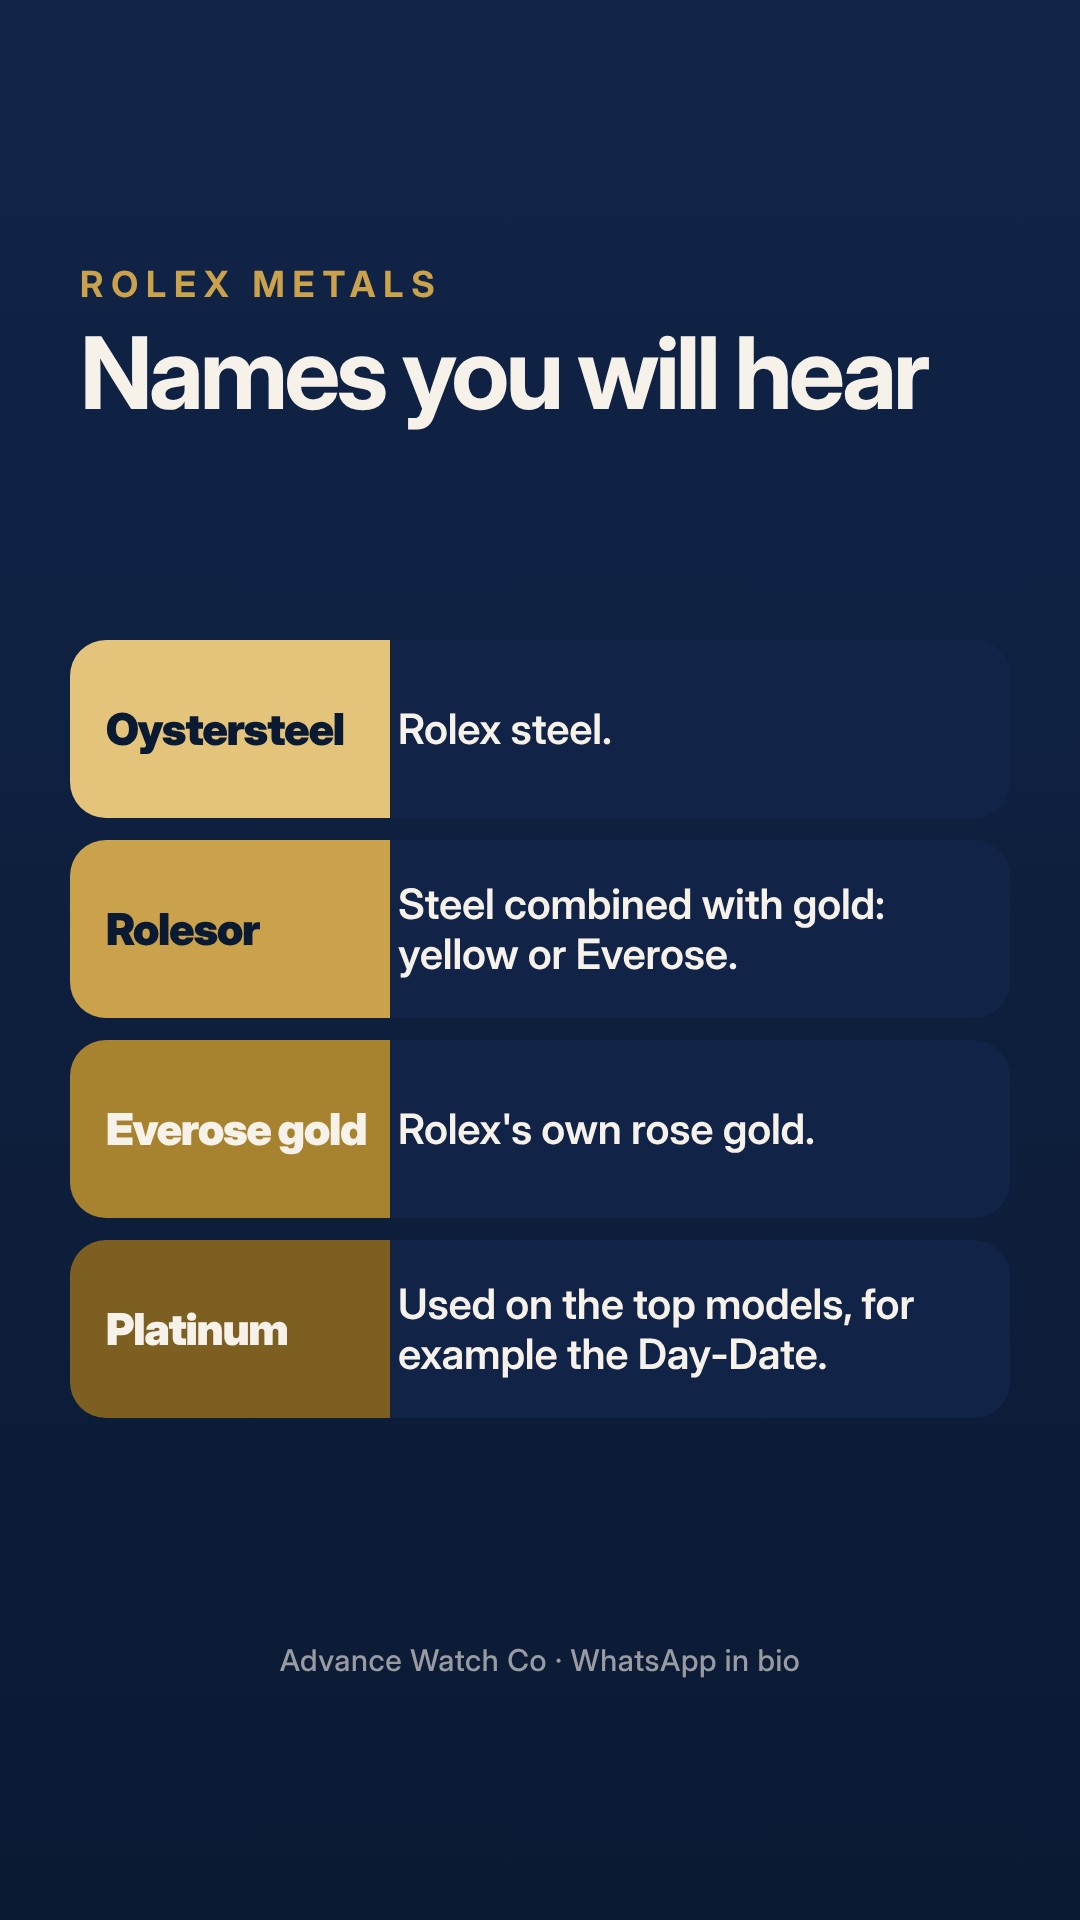 ROLEX METALS
Names you will hear
Oystersteel
Rolex steel.
Rolesor
Steel combined with gold:
yellow or Everose.
Everose gold
Rolex's own rose gold.
Platinum
Used on the top models, for
example the Day-Date.
Advance Watch Co · WhatsApp in bio